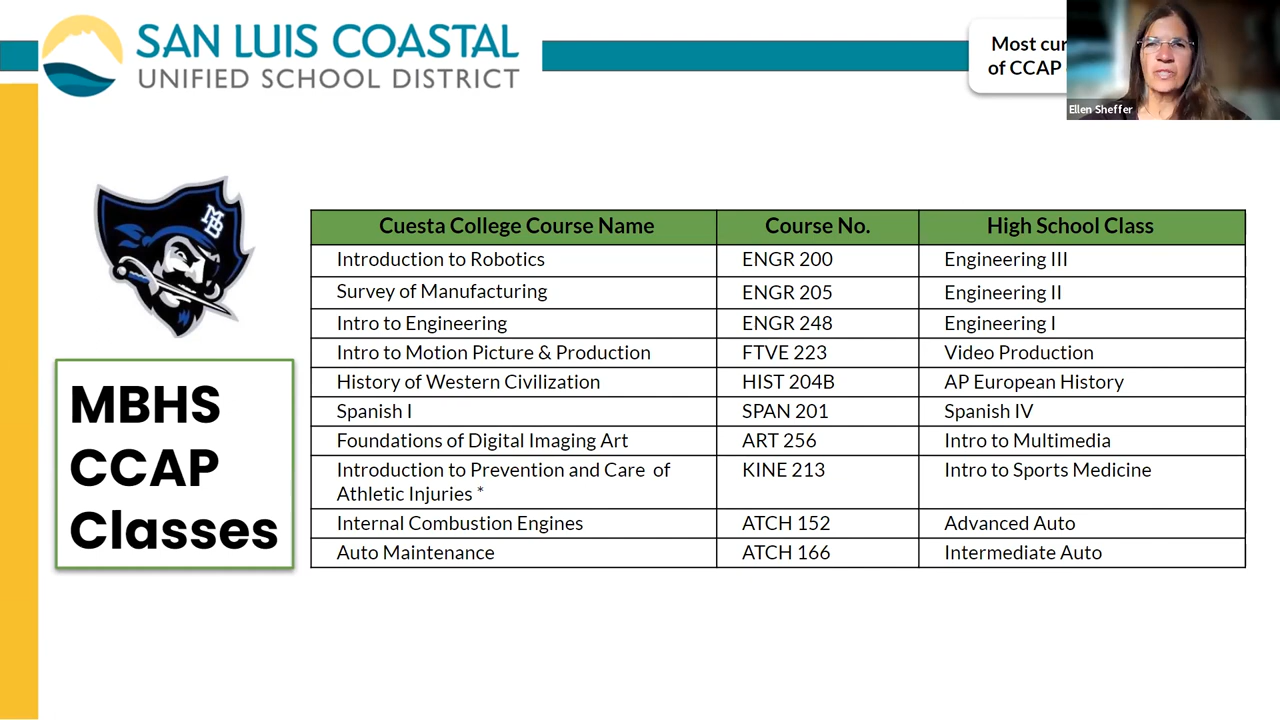 SAN LUIS COASTAL
UNIFIED SCHOOL DISTRICT
Most cur
of CCAP
Ellen Sheffer
MB
MBHS
CCAP
Classes
Cuesta College Course Name Course No. High School Class
Introduction to Robotics ENGR 200 Engineering III
Survey of Manufacturing ENGR 205 Engineering II
Intro to Engineering ENGR 248 Engineering I
Intro to Motion Picture & Production FTVE 223 Video Production
History of Western Civilization HIST 204B AP European History
Spanish I SPAN 201 Spanish IV
Foundations of Digital Imaging Art ART 256 Intro to Multimedia
Introduction to Prevention and Care of KINE 213 Intro to Sports Medicine
Athletic Injuries *
Internal Combustion Engines ATCH 152 Advanced Auto
Auto Maintenance ATCH 166 Intermediate Auto